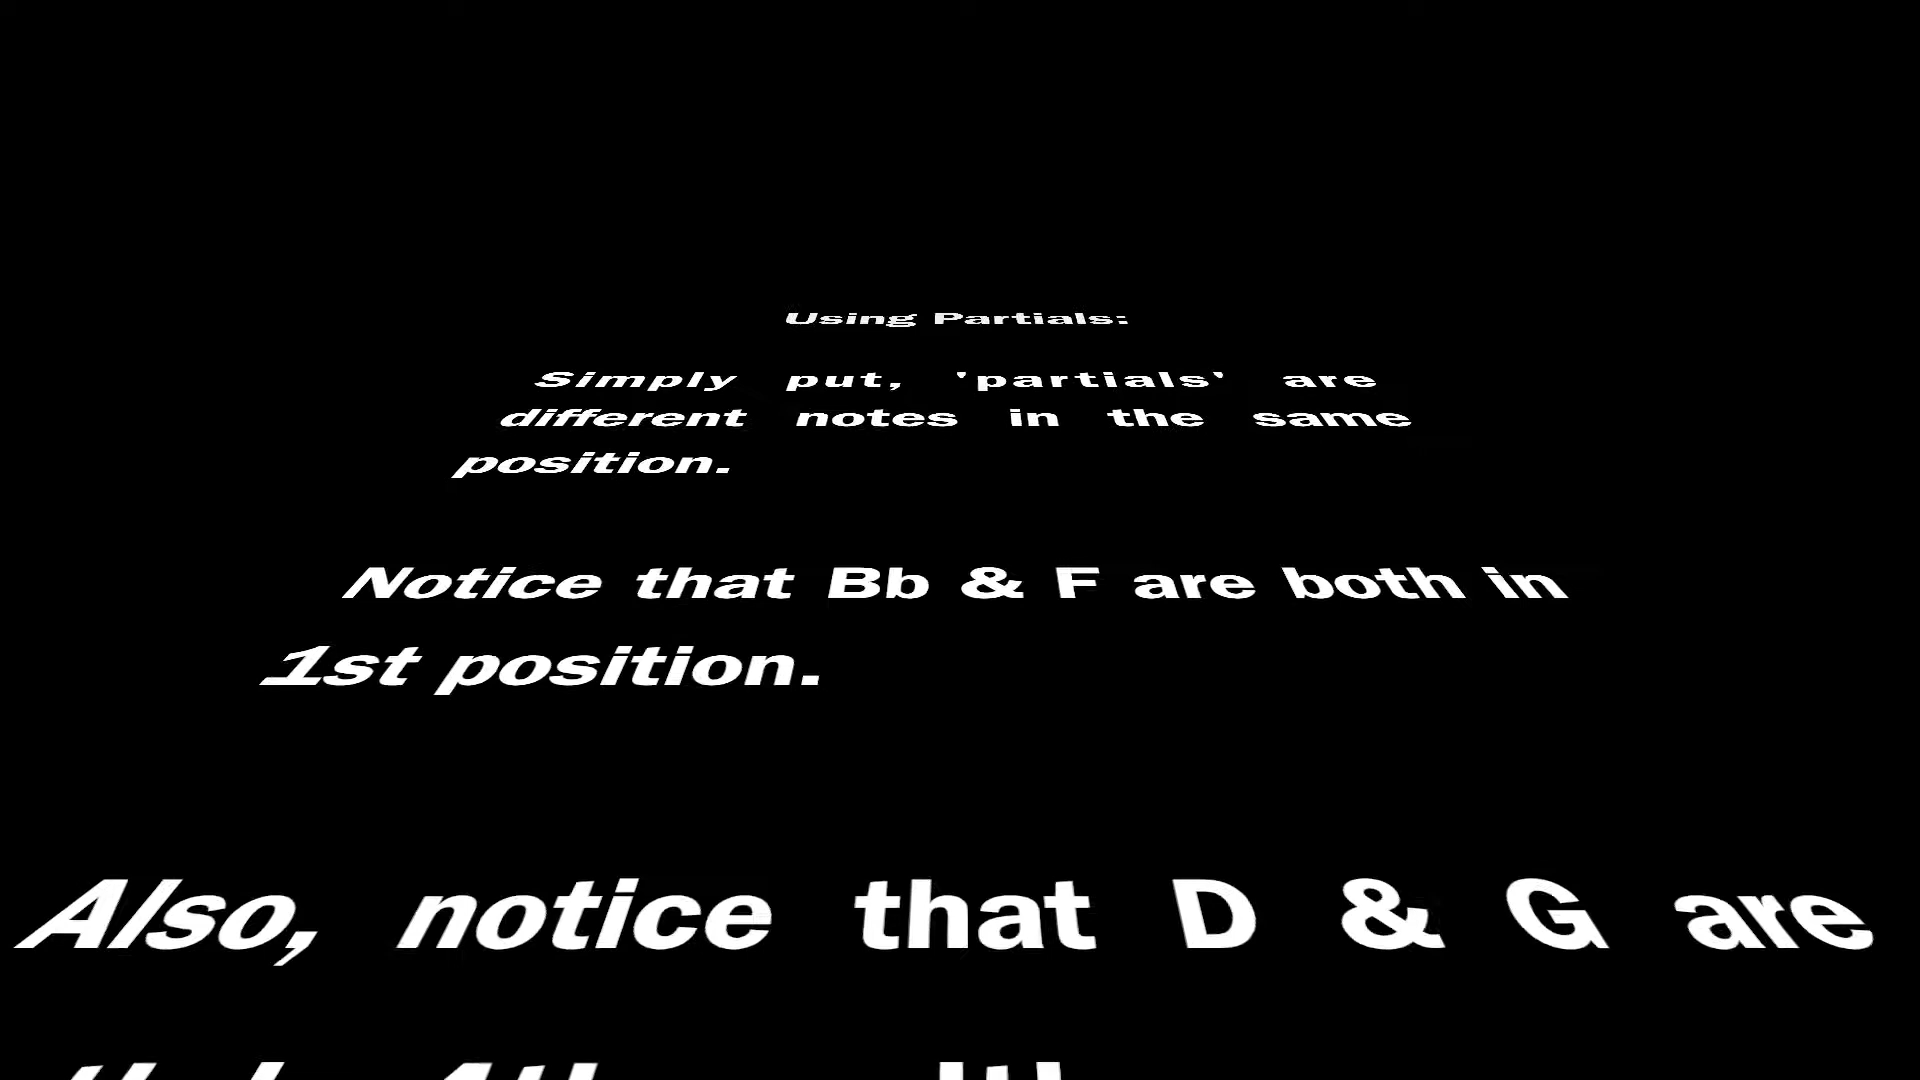 Using Partials:
Simply put, 'partials' are
different notes in the same
position.
Notice that Bb & F are both in
1st position.
Also, notice that D & G are